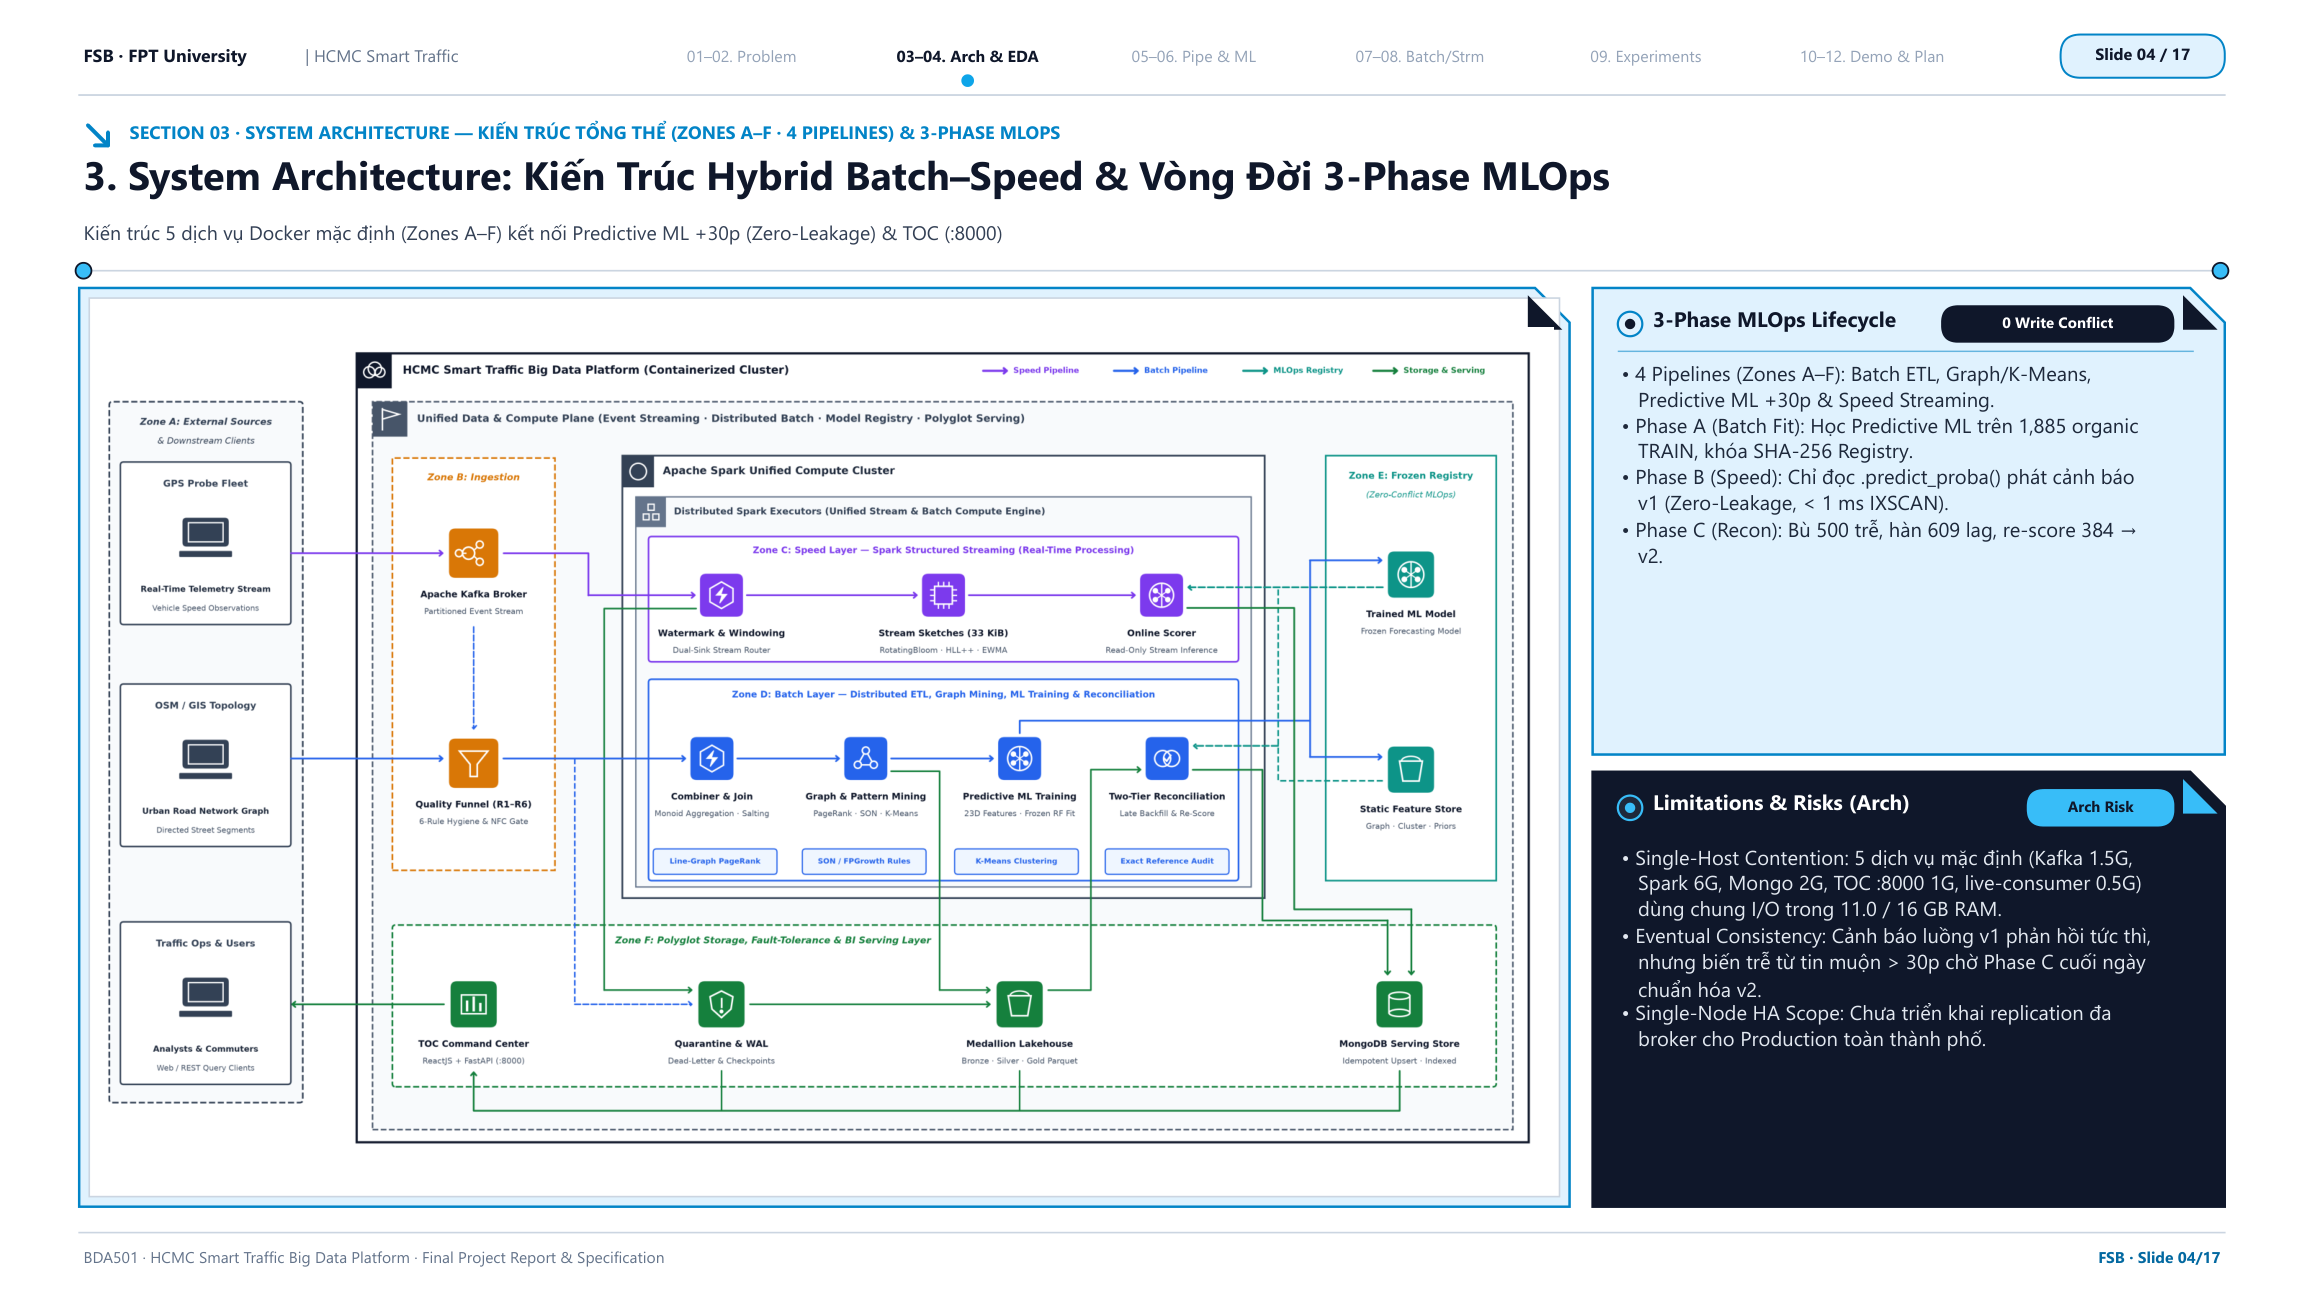 FSB · FPT University | HCMC Smart Traffic
01–02. Problem
03–04. Arch & EDA
05–06. Pipe & ML
07–08. Batch/Strm
09. Experiments
10–12. Demo & Plan
Slide 04 / 17
SECTION 03 · SYSTEM ARCHITECTURE — KIẾN TRÚC TỔNG THỂ (ZONES A–F · 4 PIPELINES) & 3-PHASE MLOPS
3. System Architecture: Kiến Trúc Hybrid Batch–Speed & Vòng Đời 3-Phase MLOps
Kiến trúc 5 dịch vụ Docker mặc định (Zones A–F) kết nối Predictive ML +30p (Zero-Leakage) & TOC (:8000)
Zone A: External Sources
& Downstream Clients
GPS Probe Fleet
Real-Time Telemetry Stream
Vehicle Speed Observations
OSM / GIS Topology
Urban Road Network Graph
Directed Street Segments
Traffic Ops & Users
Analysts & Commuters
Web / REST Query Clients
HCMC Smart Traffic Big Data Platform (Containerized Cluster)
Speed Pipeline
Batch Pipeline
MLOps Registry
Storage & Serving
Unified Data & Compute Plane (Event Streaming · Distributed Batch · Model Registry · Polyglot Serving)
Zone B: Ingestion
Apache Kafka Broker
Partitioned Event Stream
Quality Funnel (R1–R6)
6-Rule Hygiene & NFC Gate
Apache Spark Unified Compute Cluster
Distributed Spark Executors (Unified Stream & Batch Compute Engine)
Zone C: Speed Layer — Spark Structured Streaming (Real-Time Processing)
Watermark & Windowing
Dual-Sink Stream Router
Stream Sketches (33 KiB)
RotatingBloom · HLL++ · EWMA
Online Scorer
Read-Only Stream Inference
Zone D: Batch Layer — Distributed ETL, Graph Mining, ML Training & Reconciliation
Combiner & Join
Monoid Aggregation · Salting
Graph & Pattern Mining
PageRank · SON · K-Means
Predictive ML Training
23D Features · Frozen RF Fit
Two-Tier Reconciliation
Late Backfill & Re-Score
Line-Graph PageRank
SON / FPGrowth Rules
K-Means Clustering
Exact Reference Audit
Zone E: Frozen Registry
(Zero-Conflict MLOps)
Trained ML Model
Frozen Forecasting Model
Static Feature Store
Graph · Cluster · Priors
Zone F: Polyglot Storage, Fault-Tolerance & BI Serving Layer
TOC Command Center
ReactJS + FastAPI (:8000)
Quarantine & WAL
Dead-Letter & Checkpoints
Medallion Lakehouse
Bronze · Silver · Gold Parquet
MongoDB Serving Store
Idempotent Upsert · Indexed
3-Phase MLOps Lifecycle
0 Write Conflict
• 4 Pipelines (Zones A–F): Batch ETL, Graph/K-Means,
Predictive ML +30p & Speed Streaming.
• Phase A (Batch Fit): Học Predictive ML trên 1,885 organic
TRAIN, khóa SHA-256 Registry.
• Phase B (Speed): Chỉ đọc .predict_proba() phát cảnh báo
v1 (Zero-Leakage, < 1 ms IXSCAN).
• Phase C (Recon): Bù 500 trễ, hàn 609 lag, re-score 384 →
v2.
Limitations & Risks (Arch)
Arch Risk
• Single-Host Contention: 5 dịch vụ mặc định (Kafka 1.5G,
Spark 6G, Mongo 2G, TOC :8000 1G, live-consumer 0.5G)
dùng chung I/O trong 11.0 / 16 GB RAM.
• Eventual Consistency: Cảnh báo luồng v1 phản hồi tức thì,
nhưng biến trễ từ tin muộn > 30p chờ Phase C cuối ngày
chuẩn hóa v2.
• Single-Node HA Scope: Chưa triển khai replication đa
broker cho Production toàn thành phố.
BDA501 · HCMC Smart Traffic Big Data Platform · Final Project Report & Specification
FSB · Slide 04/17